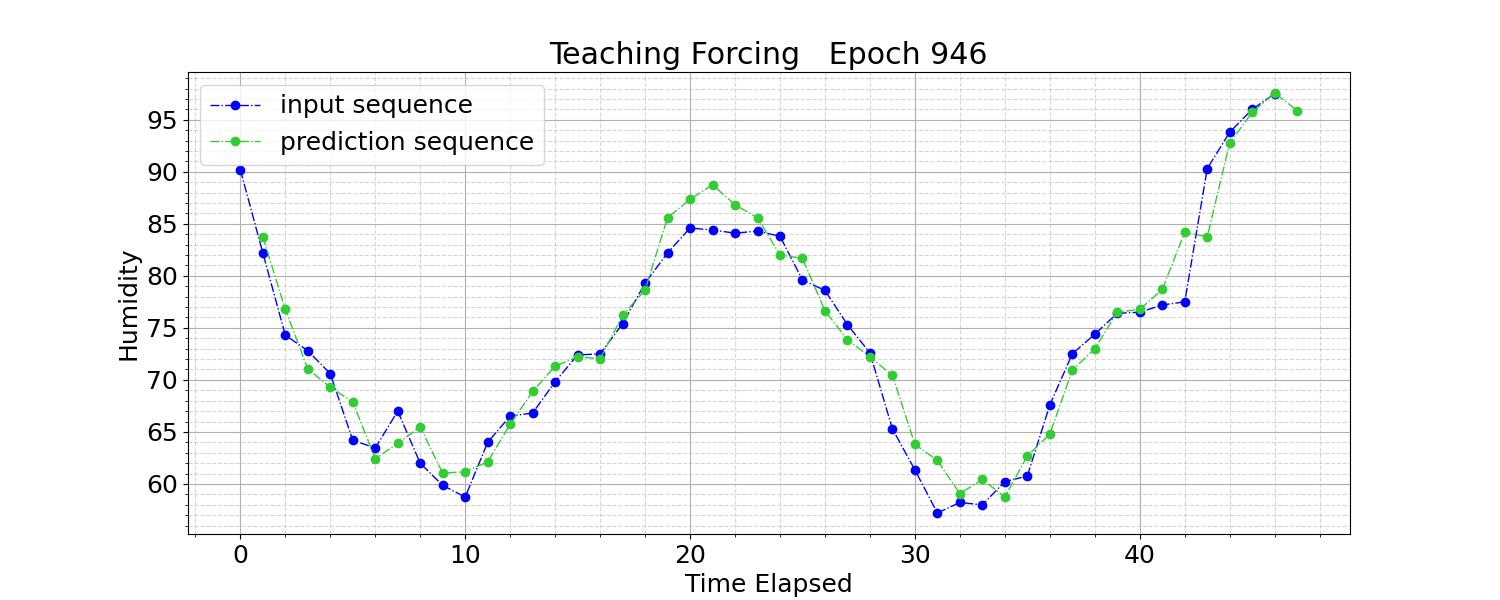 Teaching Forcing   Epoch 946
input sequence
prediction sequence
Humidity
95
90
85
80
75
70
65
60
0 10 20 30 40
Time Elapsed